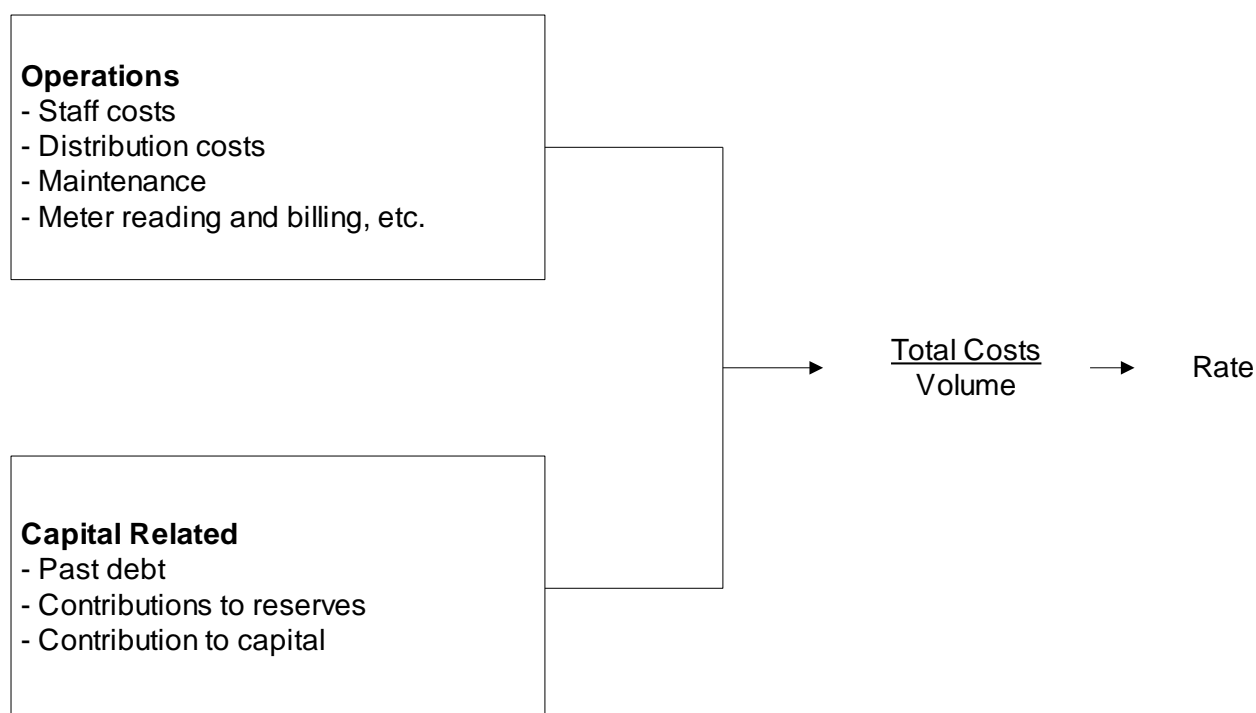 Operations
- Staff costs
- Distribution costs
- Maintenance
- Meter reading and billing, etc.
Total Costs
Volume
Rate
Capital Related
- Past debt
- Contributions to reserves
- Contribution to capital